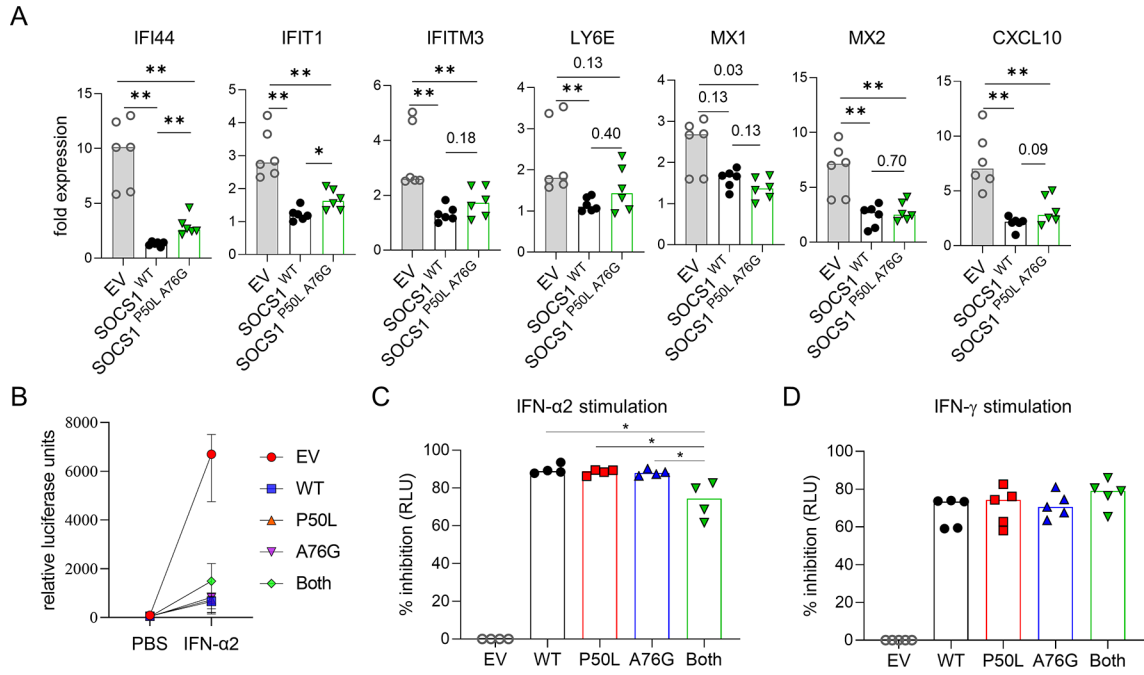 A
IFI44
IFIT1
IFITM3
LY6E
MX1
MX2
CXCL10
fold expression
15
10
5
0
** ** **
EV
SOCS1 WT
SOCS1 P50L A76G
5
4
3
2
1
0
** ** *
EV
SOCS1 WT
SOCS1 P50L A76G
6
4
2
0
** ** 0.18
EV
SOCS1 WT
SOCS1 P50L A76G
4
3
2
1
0
0.13 ** 0.40
EV
SOCS1 WT
SOCS1 P50L A76G
4
3
2
1
0
0.03 0.13 0.13
EV
SOCS1 WT
SOCS1 P50L A76G
15
10
5
0
** ** 0.70
EV
SOCS1 WT
SOCS1 P50L A76G
15
10
5
0
** ** 0.09
EV
SOCS1 WT
SOCS1 P50L A76G
B
relative luciferase units
8000
6000
4000
2000
0
PBS IFN-α2
EV
WT
P50L
A76G
Both
C
IFN-α2 stimulation
% inhibition (RLU)
100
80
60
40
20
0
*
*
*
EV WT P50L A76G Both
D
IFN-γ stimulation
% inhibition (RLU)
100
80
60
40
20
0
EV WT P50L A76G Both